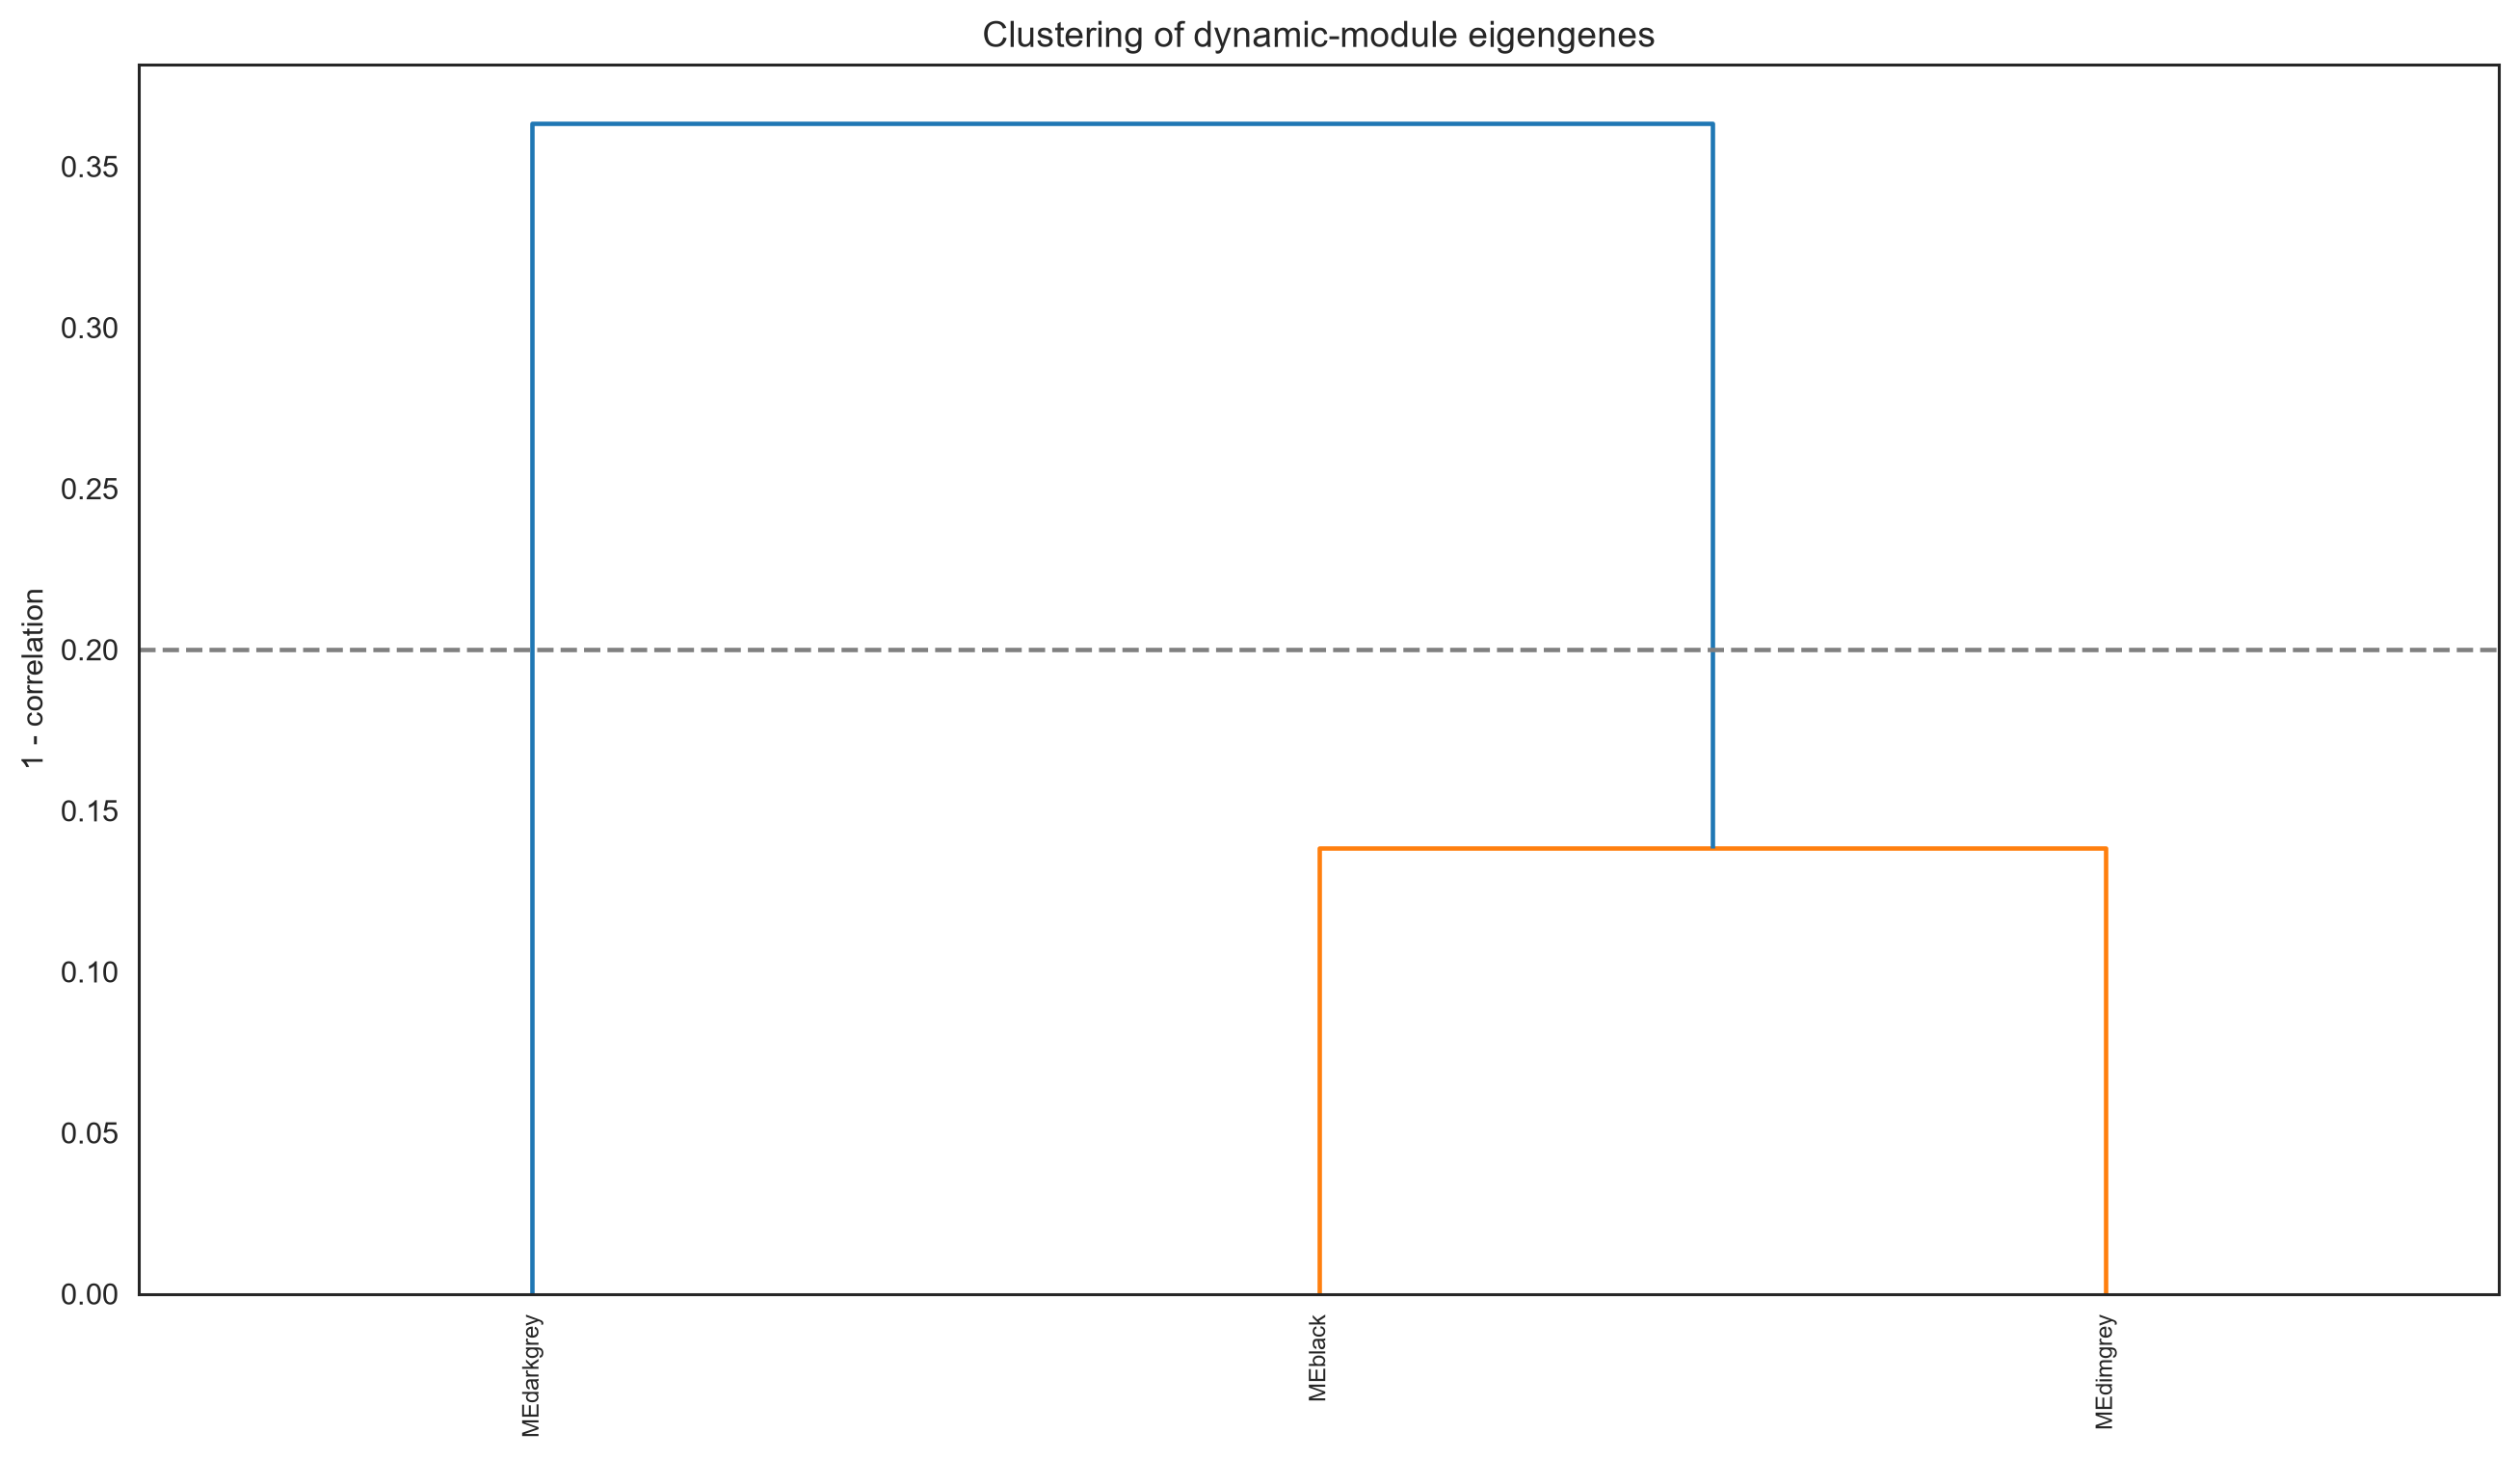 Clustering of dynamic-module eigengenes
1 - correlation
0.35
0.30
0.25
0.20
0.15
0.10
0.05
0.00
MEdarkgrey
MEblack
MEdimgrey